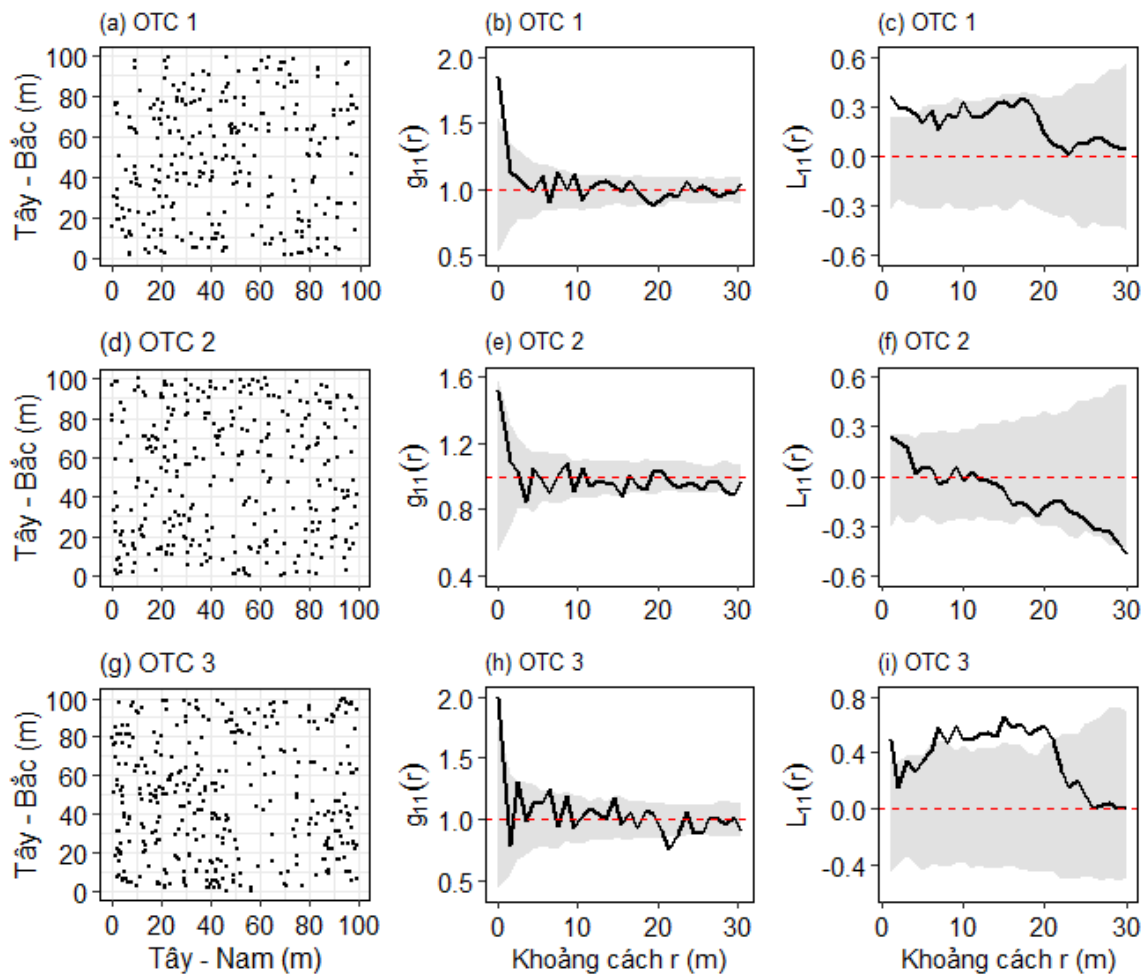 (a) OTC 1
(b) OTC 1
(c) OTC 1
Tây - Bắc (m)
100
80
60
40
20
0
0 20 40 60 80 100
g11(r)
2.0
1.5
1.0
0.5
0 10 20 30
L11(r)
0.6
0.3
0.0
-0.3
-0.6
0 10 20 30
(d) OTC 2
(e) OTC 2
(f) OTC 2
Tây - Bắc (m)
100
80
60
40
20
0
0 20 40 60 80 100
g11(r)
1.6
1.2
0.8
0.4
0 10 20 30
L11(r)
0.6
0.3
0.0
-0.3
-0.6
0 10 20 30
(g) OTC 3
(h) OTC 3
(i) OTC 3
Tây - Bắc (m)
100
80
60
40
20
0
0 20 40 60 80 100
Tây - Nam (m)
g11(r)
2.0
1.5
1.0
0.5
0 10 20 30
Khoảng cách r (m)
L11(r)
0.8
0.4
0.0
-0.4
0 10 20 30
Khoảng cách r (m)